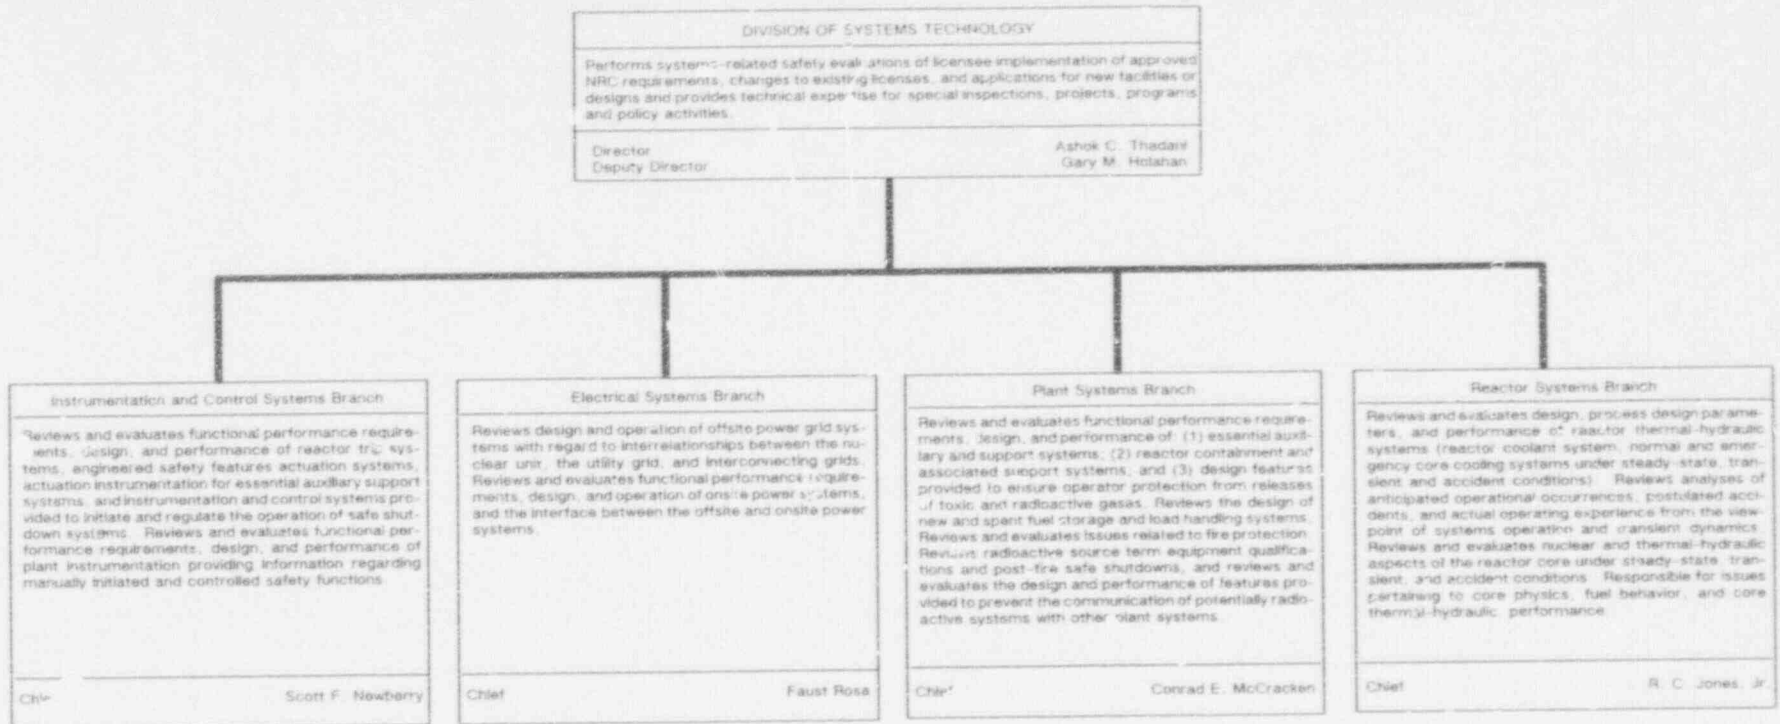 DIVISION OF SYSTEMS TECHNOLOGY
Performs systems-related safety evaluations of licensee implementation of approved
NRC requirements, changes to existing licenses, and applications for new facilities or
designs and provides technical expertise for special inspections, projects, programs
and policy activities.
Director Ashok C. Thadani
Deputy Director Gary M. Holahan
Instrumentation and Control Systems Branch
Reviews and evaluates functional performance require-
ments, design, and performance of reactor trip sys-
tems, engineered safety features actuation systems,
actuation instrumentation for essential auxiliary support
systems, and instrumentation and control systems pro-
vided to initiate and regulate the operation of safe shut-
down systems. Reviews and evaluates functional per-
formance requirements, design, and performance of
plant instrumentation providing information regarding
manually initiated and controlled safety functions
Chief Scott F. Newberry
Electrical Systems Branch
Reviews design and operation of offsite power grid sys-
tems with regard to interrelationships between the nu-
clear unit, the utility grid, and interconnecting grids.
Reviews and evaluates functional performance require-
ments, design, and operation of onsite power systems,
and the interface between the offsite and onsite power
systems.
Chief Faust Rosa
Plant Systems Branch
Reviews and evaluates functional performance require-
ments, design, and performance of: (1) essential auxil-
iary and support systems; (2) reactor containment and
associated support systems; and (3) design features
provided to ensure operator protection from releases
of toxic and radioactive gases. Reviews the design of
new and spent fuel storage and load handling systems.
Reviews and evaluates issues related to fire protection.
Reviews radioactive source term equipment qualifica-
tions and post-fire safe shutdowns, and reviews and
evaluates the design and performance of features pro-
vided to prevent the communication of potentially radio-
active systems with other plant systems.
Chief Conrad E. McCracken
Reactor Systems Branch
Reviews and evaluates design, process design parame-
ters, and performance of reactor thermal-hydraulic
systems (reactor coolant system, normal and emer-
gency core cooling systems under steady-state, tran-
sient and accident conditions). Reviews analyses of
anticipated operational occurrences, postulated acci-
dents, and actual operating experience from the view-
point of systems operation and transient dynamics.
Reviews and evaluates nuclear and thermal-hydraulic
aspects of the reactor core under steady-state, tran-
sient, and accident conditions. Responsible for issues
pertaining to core physics, fuel behavior, and core
thermal-hydraulic performance.
Chief R. C. Jones, Jr.